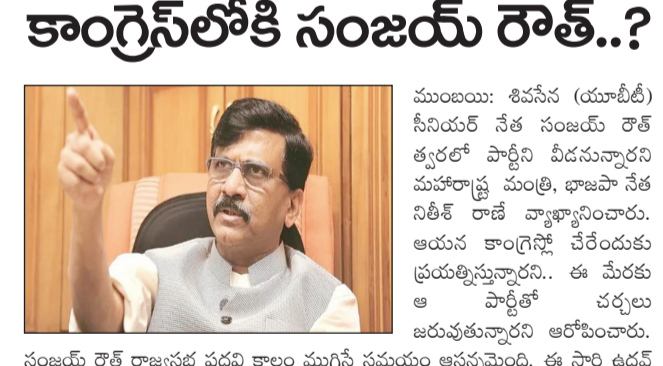 కాంగ్రెస్‌లోకి సంజయ్ రౌత్..?
ముంబయి: శివసేన (యూబీటీ)
సీనియర్ నేత సంజయ్ రౌత్
త్వరలో పార్టీని వీడనున్నారని
మహారాష్ట్ర మంత్రి, భాజపా నేత
నితీశ్ రాణే వ్యాఖ్యానించారు.
ఆయన కాంగ్రెస్లో చేరేందుకు
ప్రయత్నిస్తున్నారని.. ఈ మేరకు
ఆ పార్టీతో చర్చలు
జరువుతున్నారని ఆరోపించారు.
సంజయ్ రౌత్ రాజ్యసభ పదవీ కాలం ముగిసే సమయం ఆసన్నమైంది. ఈ సారి ఉద్ధవ్